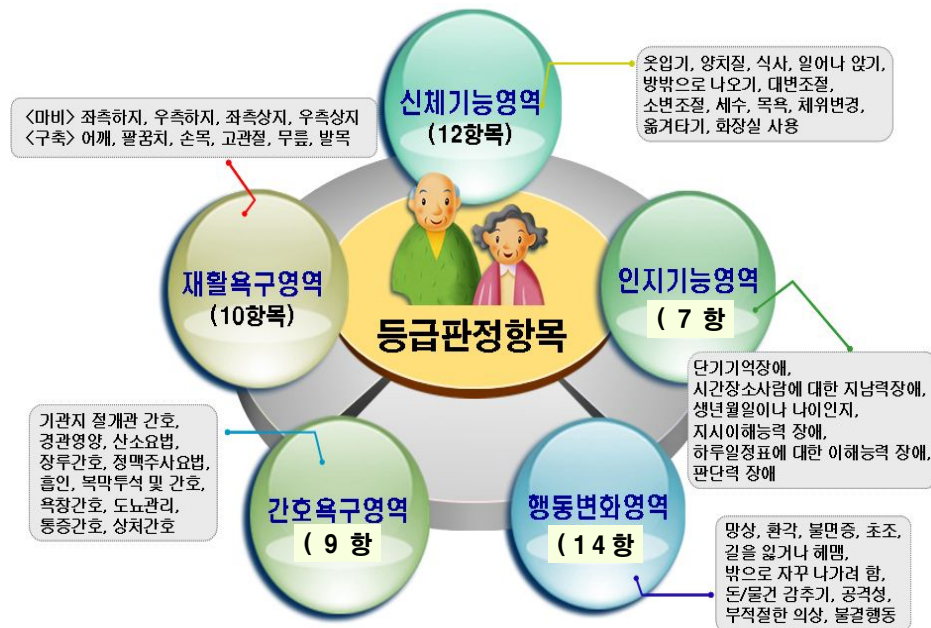 신체기능영역
(12항목)
옷입기, 양치질, 식사, 일어나 앉기,
방밖으로 나오기, 대변조절,
소변조절, 세수, 목욕, 체위변경,
옮겨타기, 화장실 사용
<마비> 좌측하지, 우측하지, 좌측상지, 우측상지
<구축> 어깨, 팔꿈치, 손목, 고관절, 무릎, 발목
재활욕구영역
(10항목)
인지기능영역
( 7 항
등급판정항목
단기기억장애,
시간장소사람에 대한 지남력장애,
생년월일이나 나이인지,
지시이해능력 장애,
하루일정표에 대한 이해능력 장애,
판단력 장애
기관지 절개관 간호,
경관영양, 산소요법,
장루간호, 정맥주사요법,
흡인, 복막투석 및 간호,
욕창간호, 도뇨관리,
통증간호, 상처간호
간호욕구영역
( 9 항
행동변화영역
( 14 항
망상, 환각, 불면증, 초조,
길을 잃거나 헤맴,
밖으로 자꾸 나가려 함,
돈/물건 감추기, 공격성,
부적절한 의상, 불결행동